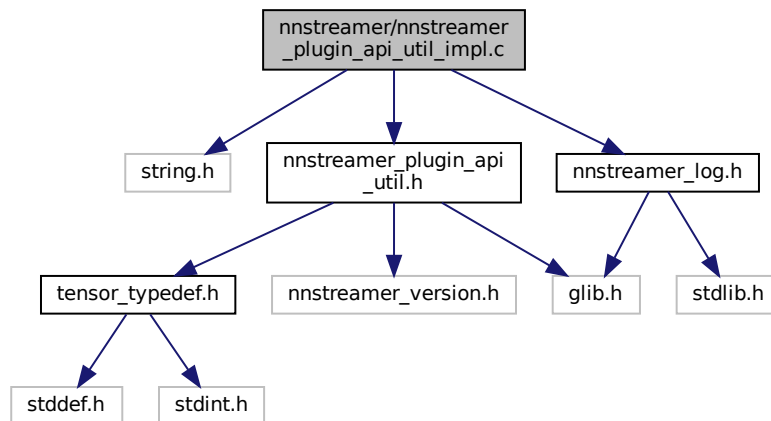 nnstreamer/nnstreamer
_plugin_api_util_impl.c
string.h
nnstreamer_plugin_api
_util.h
nnstreamer_log.h
tensor_typedef.h
nnstreamer_version.h
glib.h
stdlib.h
stddef.h
stdint.h